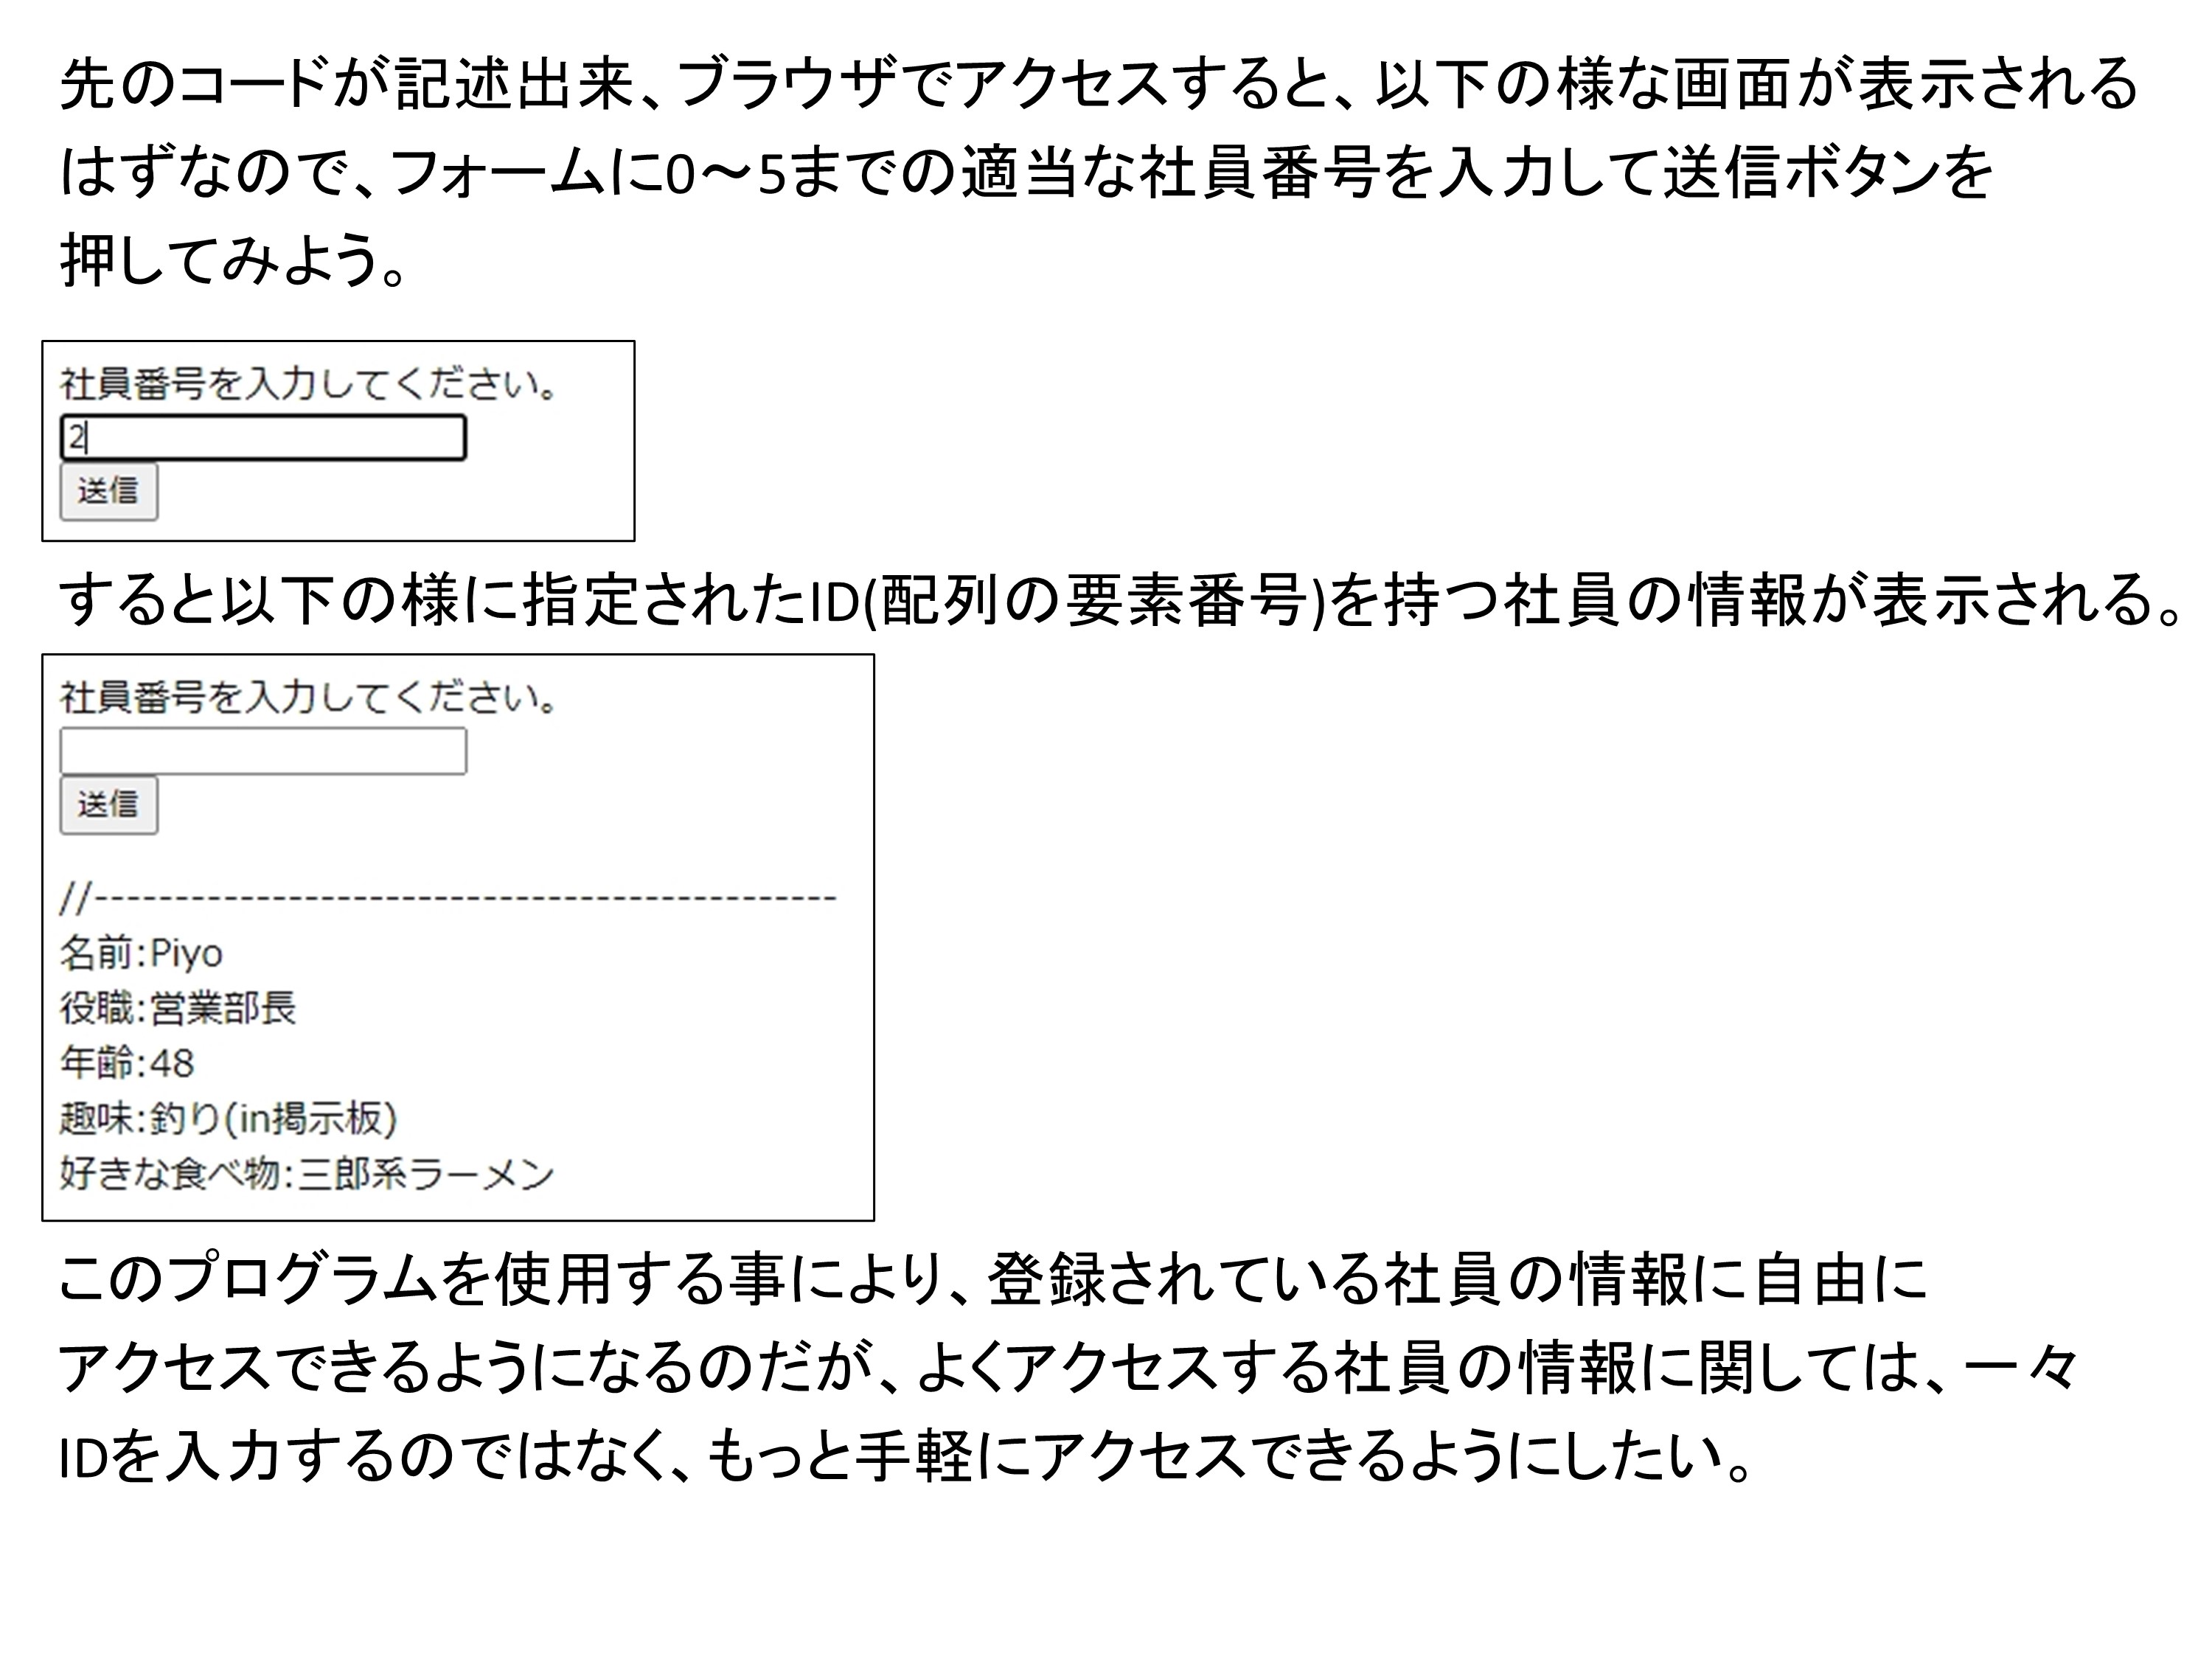 先のコードが記述出来、ブラウザでアクセスすると、以下の様な画面が表示される
はずなので、フォームに0～5までの適当な社員番号を入力して送信ボタンを
押してみよう。
社員番号を入力してください。
2
送信
すると以下の様に指定されたID(配列の要素番号)を持つ社員の情報が表示される。
社員番号を入力してください。
送信
//----------------------------------------------
名前:Piyo
役職:営業部長
年齢:48
趣味:釣り(in掲示板)
好きな食べ物:三郎系ラーメン
このプログラムを使用する事により、登録されている社員の情報に自由に
アクセスできるようになるのだが、よくアクセスする社員の情報に関しては、一々
IDを入力するのではなく、もっと手軽にアクセスできるようにしたい。